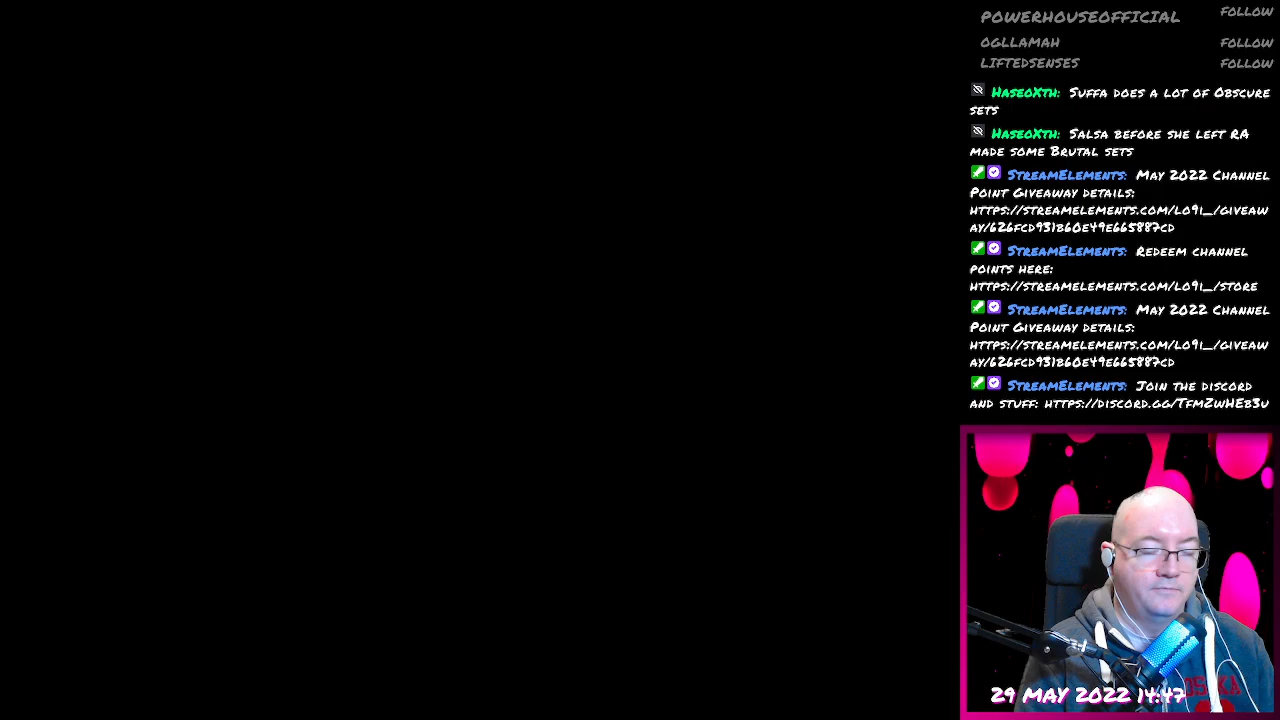 POWERHOUSEOFFICIAL FOLLOW
OGLLAMAH FOLLOW
LIFTEDSENSES FOLLOW
HaseoXth: Suffa does a lot of Obscure
sets
HaseoXth: Salsa before she left RA
made some Brutal sets
StreamElements: May 2022 Channel
Point Giveaway details:
https://streamelements.com/lo9i_/giveaw
ay/626fcd931b60e49e665887cd
StreamElements: Redeem channel
points here:
https://streamelements.com/lo9i_/store
StreamElements: May 2022 Channel
Point Giveaway details:
https://streamelements.com/lo9i_/giveaw
ay/626fcd931b60e49e665887cd
StreamElements: Join the discord
and stuff: https://discord.gg/TfmZwHEb3u
29 MAY 2022 14:47